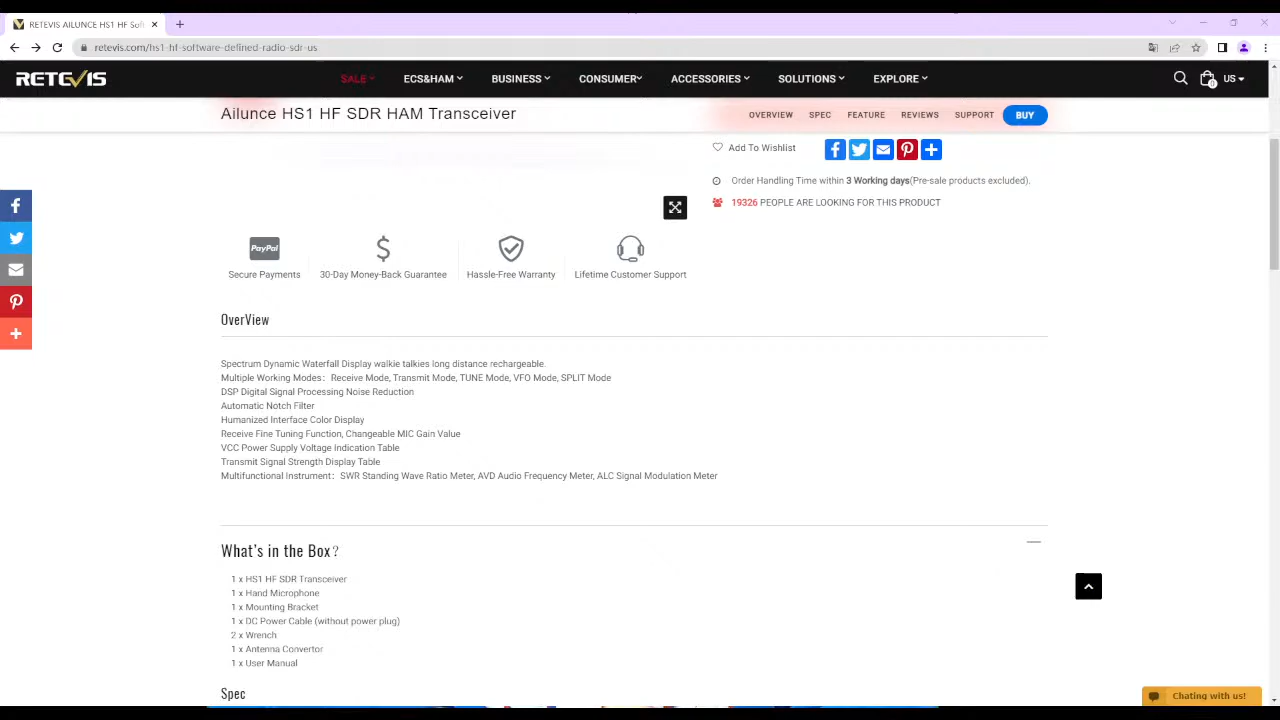 RETEVIS AILUNCE HS1 HF Sof
retevis.com/hs1-hf-software-defined-radio-sdr-us
RETEVIS
SALE
ECS&HAM
BUSINESS
CONSUMER
ACCESSORIES
SOLUTIONS
EXPLORE
0
US
Ailunce HS1 HF SDR HAM Transceiver
OVERVIEW
SPEC
FEATURE
REVIEWS
SUPPORT
BUY
Add To Wishlist
Order Handling Time within 3 Working days(Pre-sale products excluded).
19326 PEOPLE ARE LOOKING FOR THIS PRODUCT
PayPal
Secure Payments
30-Day Money-Back Guarantee
Hassle-Free Warranty
Lifetime Customer Support
OverView
Spectrum Dynamic Waterfall Display walkie talkies long distance rechargeable.
Multiple Working Modes：Receive Mode, Transmit Mode, TUNE Mode, VFO Mode, SPLIT Mode
DSP Digital Signal Processing Noise Reduction
Automatic Notch Filter
Humanized Interface Color Display
Receive Fine Tuning Function, Changeable MIC Gain Value
VCC Power Supply Voltage Indication Table
Transmit Signal Strength Display Table
Multifunctional Instrument：SWR Standing Wave Ratio Meter, AVD Audio Frequency Meter, ALC Signal Modulation Meter
What's in the Box？
1 x HS1 HF SDR Transceiver
1 x Hand Microphone
1 x Mounting Bracket
1 x DC Power Cable (without power plug)
2 x Wrench
1 x Antenna Convertor
1 x User Manual
Spec
Chating with us!